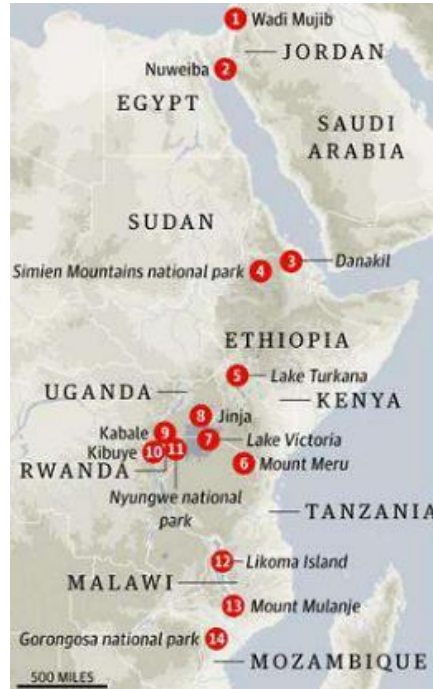 1 Wadi Mujib
JORDAN
Nuweiba 2
EGYPT
SAUDI
ARABIA
SUDAN
3 Danakil
Simien Mountains national park 4
ETHIOPIA
5 Lake Turkana
UGANDA
KENYA
8 Jinja
Kabale 9
7 Lake Victoria
Kibuye 10 11
6 Mount Meru
RWANDA
Nyungwe national
park
TANZANIA
12 Likoma Island
MALAWI
13 Mount Mulanje
Gorongosa national park 14
MOZAMBIQUE
500 MILES